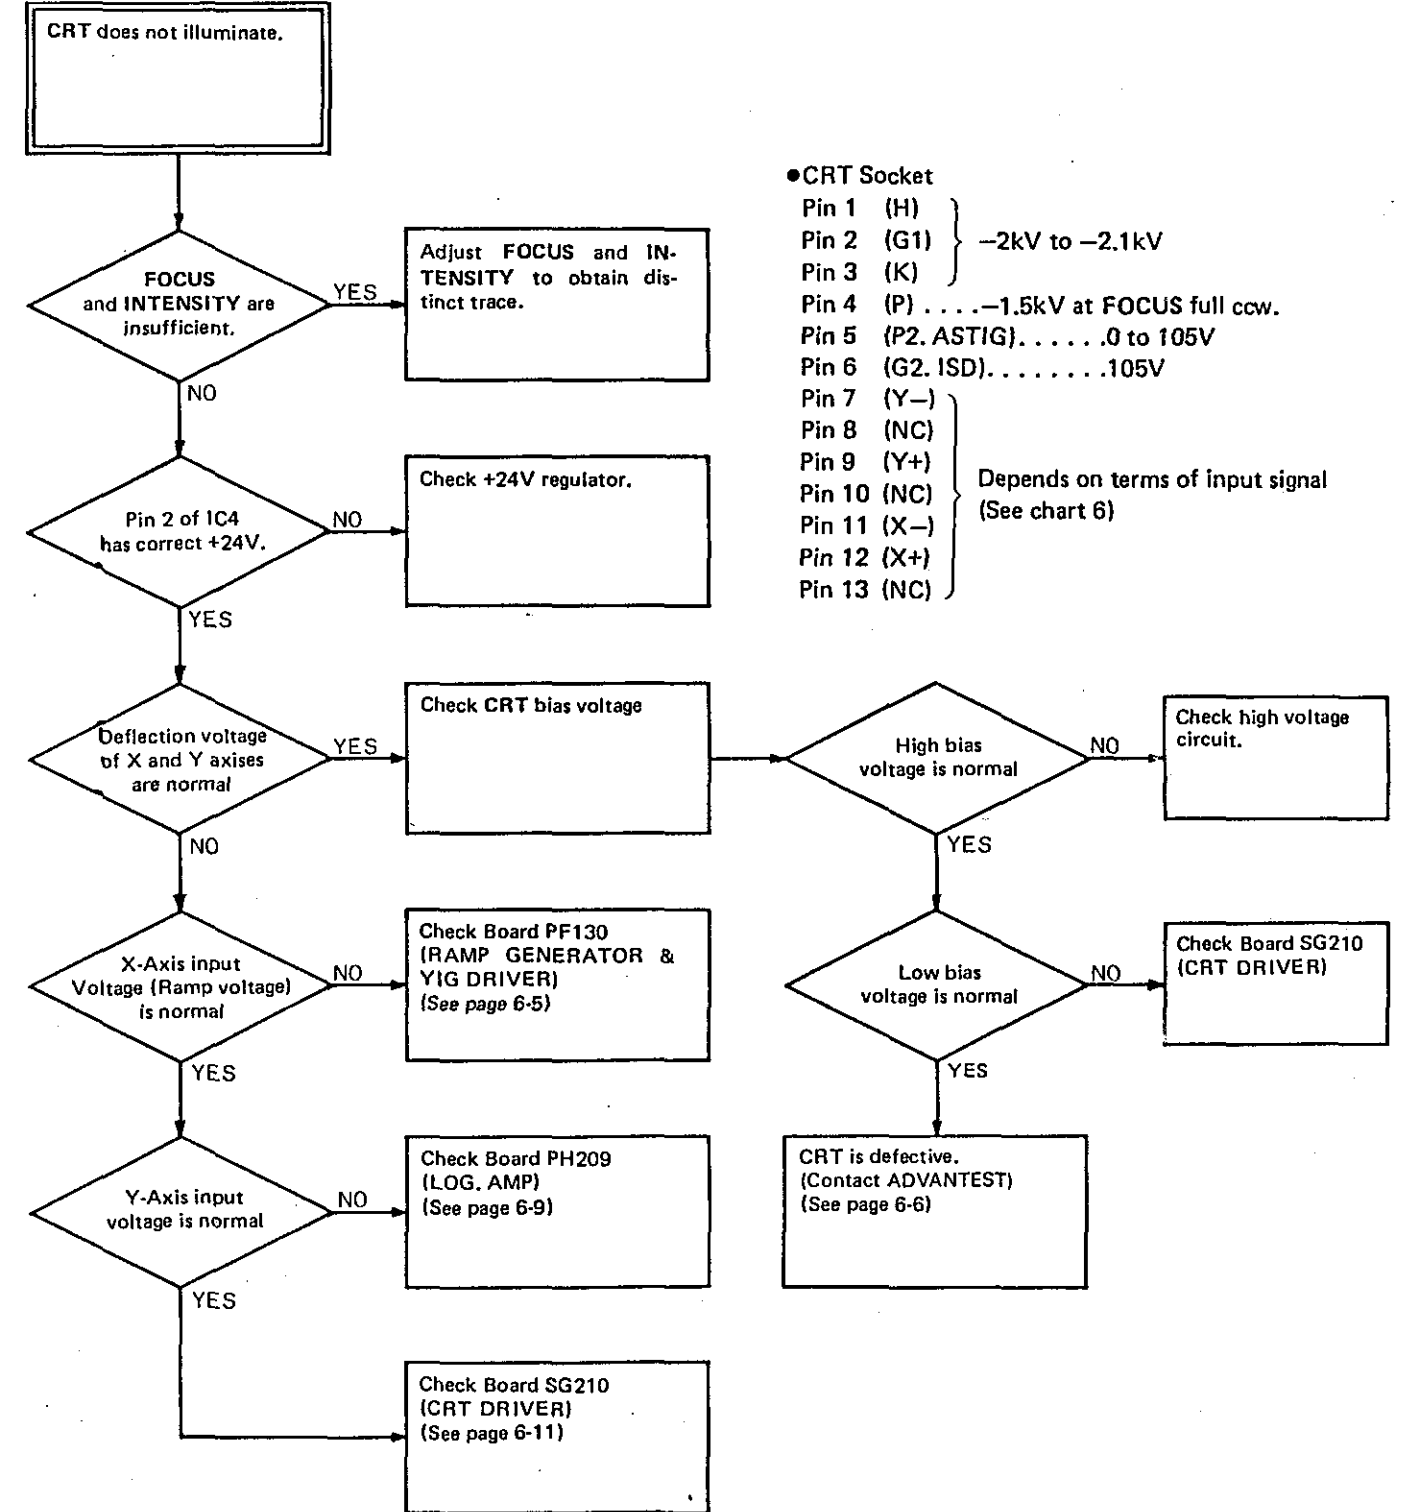 CRT does not illuminate.
FOCUS
and INTENSITY are
insufficient.
YES
Adjust FOCUS and IN-
TENSITY to obtain dis-
tinct trace.
NO
Pin 2 of IC4
has correct +24V.
NO
Check +24V regulator.
YES
●CRT Socket
Pin 1 (H)
Pin 2 (G1)
Pin 3 (K)
−2kV to −2.1kV
Pin 4 (P) ....−1.5kV at FOCUS full ccw.
Pin 5 (P2. ASTIG)......0 to 105V
Pin 6 (G2. ISD)........105V
Pin 7 (Y−)
Pin 8 (NC)
Pin 9 (Y+)
Pin 10 (NC)
Pin 11 (X−)
Pin 12 (X+)
Pin 13 (NC)
Depends on terms of input signal
(See chart 6)
Deflection voltage
of X and Y axises
are normal
YES
Check CRT bias voltage
High bias
voltage is normal
NO
Check high voltage
circuit.
NO
YES
X-Axis input
Voltage (Ramp voltage)
is normal
NO
Check Board PF130
(RAMP GENERATOR &
YIG DRIVER)
(See page 6-5)
Low bias
voltage is normal
NO
Check Board SG210
(CRT DRIVER)
YES
YES
Y-Axis input
voltage is normal
NO
Check Board PH209
(LOG. AMP)
(See page 6-9)
CRT is defective.
(Contact ADVANTEST)
(See page 6-6)
YES
Check Board SG210
(CRT DRIVER)
(See page 6-11)